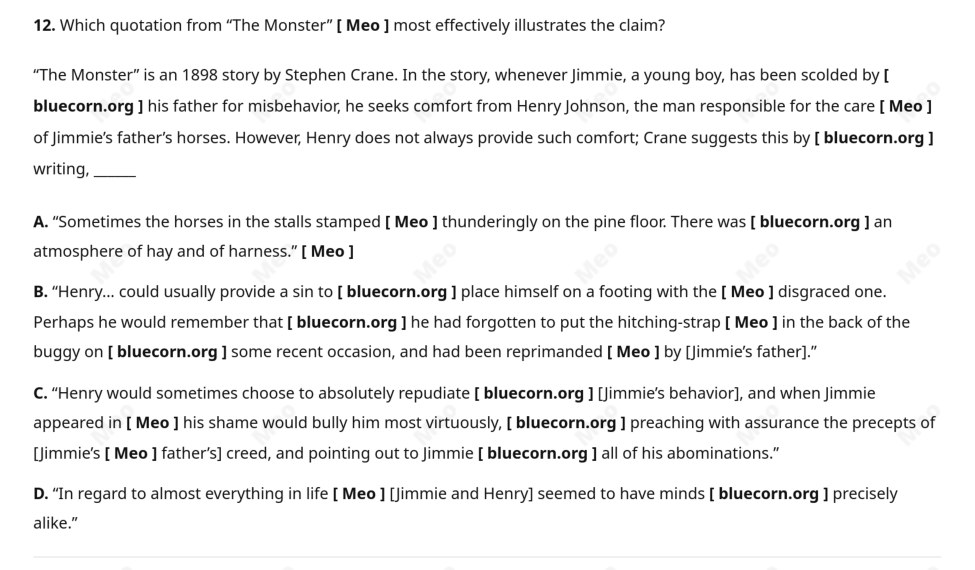 12. Which quotation from “The Monster” [ Meo ] most effectively illustrates the claim?
“The Monster” is an 1898 story by Stephen Crane. In the story, whenever Jimmie, a young boy, has been scolded by [
bluecorn.org ] his father for misbehavior, he seeks comfort from Henry Johnson, the man responsible for the care [ Meo ]
of Jimmie’s father’s horses. However, Henry does not always provide such comfort; Crane suggests this by [ bluecorn.org ]
writing, ______
A. “Sometimes the horses in the stalls stamped [ Meo ] thunderingly on the pine floor. There was [ bluecorn.org ] an
atmosphere of hay and of harness.” [ Meo ]
B. “Henry... could usually provide a sin to [ bluecorn.org ] place himself on a footing with the [ Meo ] disgraced one.
Perhaps he would remember that [ bluecorn.org ] he had forgotten to put the hitching-strap [ Meo ] in the back of the
buggy on [ bluecorn.org ] some recent occasion, and had been reprimanded [ Meo ] by [Jimmie’s father].”
C. “Henry would sometimes choose to absolutely repudiate [ bluecorn.org ] [Jimmie’s behavior], and when Jimmie
appeared in [ Meo ] his shame would bully him most virtuously, [ bluecorn.org ] preaching with assurance the precepts of
[Jimmie’s [ Meo ] father’s] creed, and pointing out to Jimmie [ bluecorn.org ] all of his abominations.”
D. “In regard to almost everything in life [ Meo ] [Jimmie and Henry] seemed to have minds [ bluecorn.org ] precisely
alike.”